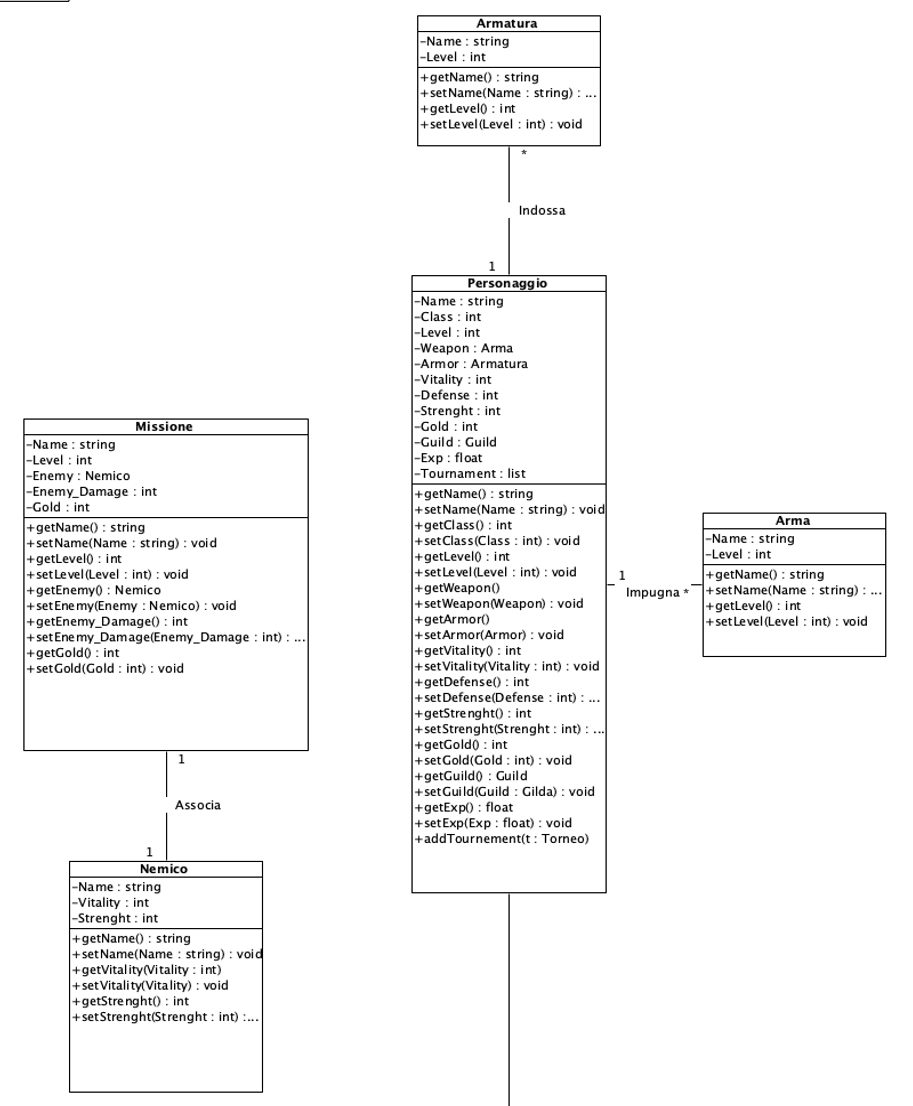 Armatura
-Name : string
-Level : int
+getName() : string
+setName(Name : string) : ...
+getLevel() : int
+setLevel(Level : int) : void
*
Indossa
1
Personaggio
-Name : string
-Class : int
-Level : int
-Weapon : Arma
-Armor : Armatura
-Vitality : int
-Defense : int
-Strenght : int
-Gold : int
-Guild : Guild
-Exp : float
-Tournament : list
+getName() : string
+setName(Name : string) : void
+getClass() : int
+setClass(Class : int) : void
+getLevel() : int
+setLevel(Level : int) : void
+getWeapon()
+setWeapon(Weapon) : void
+getArmor()
+setArmor(Armor) : void
+getVitality() : int
+setVitality(Vitality : int) : void
+getDefense() : int
+setDefense(Defense : int) : ...
+getStrenght() : int
+setStrenght(Strenght : int) : ...
+getGold() : int
+setGold(Gold : int) : void
+getGuild() : Guild
+setGuild(Guild : Gilda) : void
+getExp() : float
+setExp(Exp : float) : void
+addTournement(t : Torneo)
1
Impugna *
Arma
-Name : string
-Level : int
+getName() : string
+setName(Name : string) : ...
+getLevel() : int
+setLevel(Level : int) : void
Missione
-Name : string
-Level : int
-Enemy : Nemico
-Enemy_Damage : int
-Gold : int
+getName() : string
+setName(Name : string) : void
+getLevel() : int
+setLevel(Level : int) : void
+getEnemy() : Nemico
+setEnemy(Enemy : Nemico) : void
+getEnemy_Damage() : int
+setEnemy_Damage(Enemy_Damage : int) : ...
+getGold() : int
+setGold(Gold : int) : void
1
Associa
1
Nemico
-Name : string
-Vitality : int
-Strenght : int
+getName() : string
+setName(Name : string) : void
+getVitality(Vitality : int)
+setVitality(Vitality) : void
+getStrenght() : int
+setStrenght(Strenght : int) :...